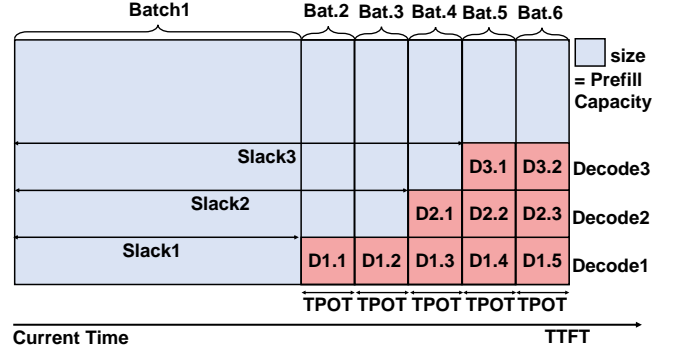 Batch1 Bat.2 Bat.3 Bat.4 Bat.5 Bat.6
size
= Prefill
Capacity
Slack3 D3.1 D3.2 Decode3
Slack2 D2.1 D2.2 D2.3 Decode2
Slack1 D1.1 D1.2 D1.3 D1.4 D1.5 Decode1
TPOT TPOT TPOT TPOT TPOT
Current Time TTFT